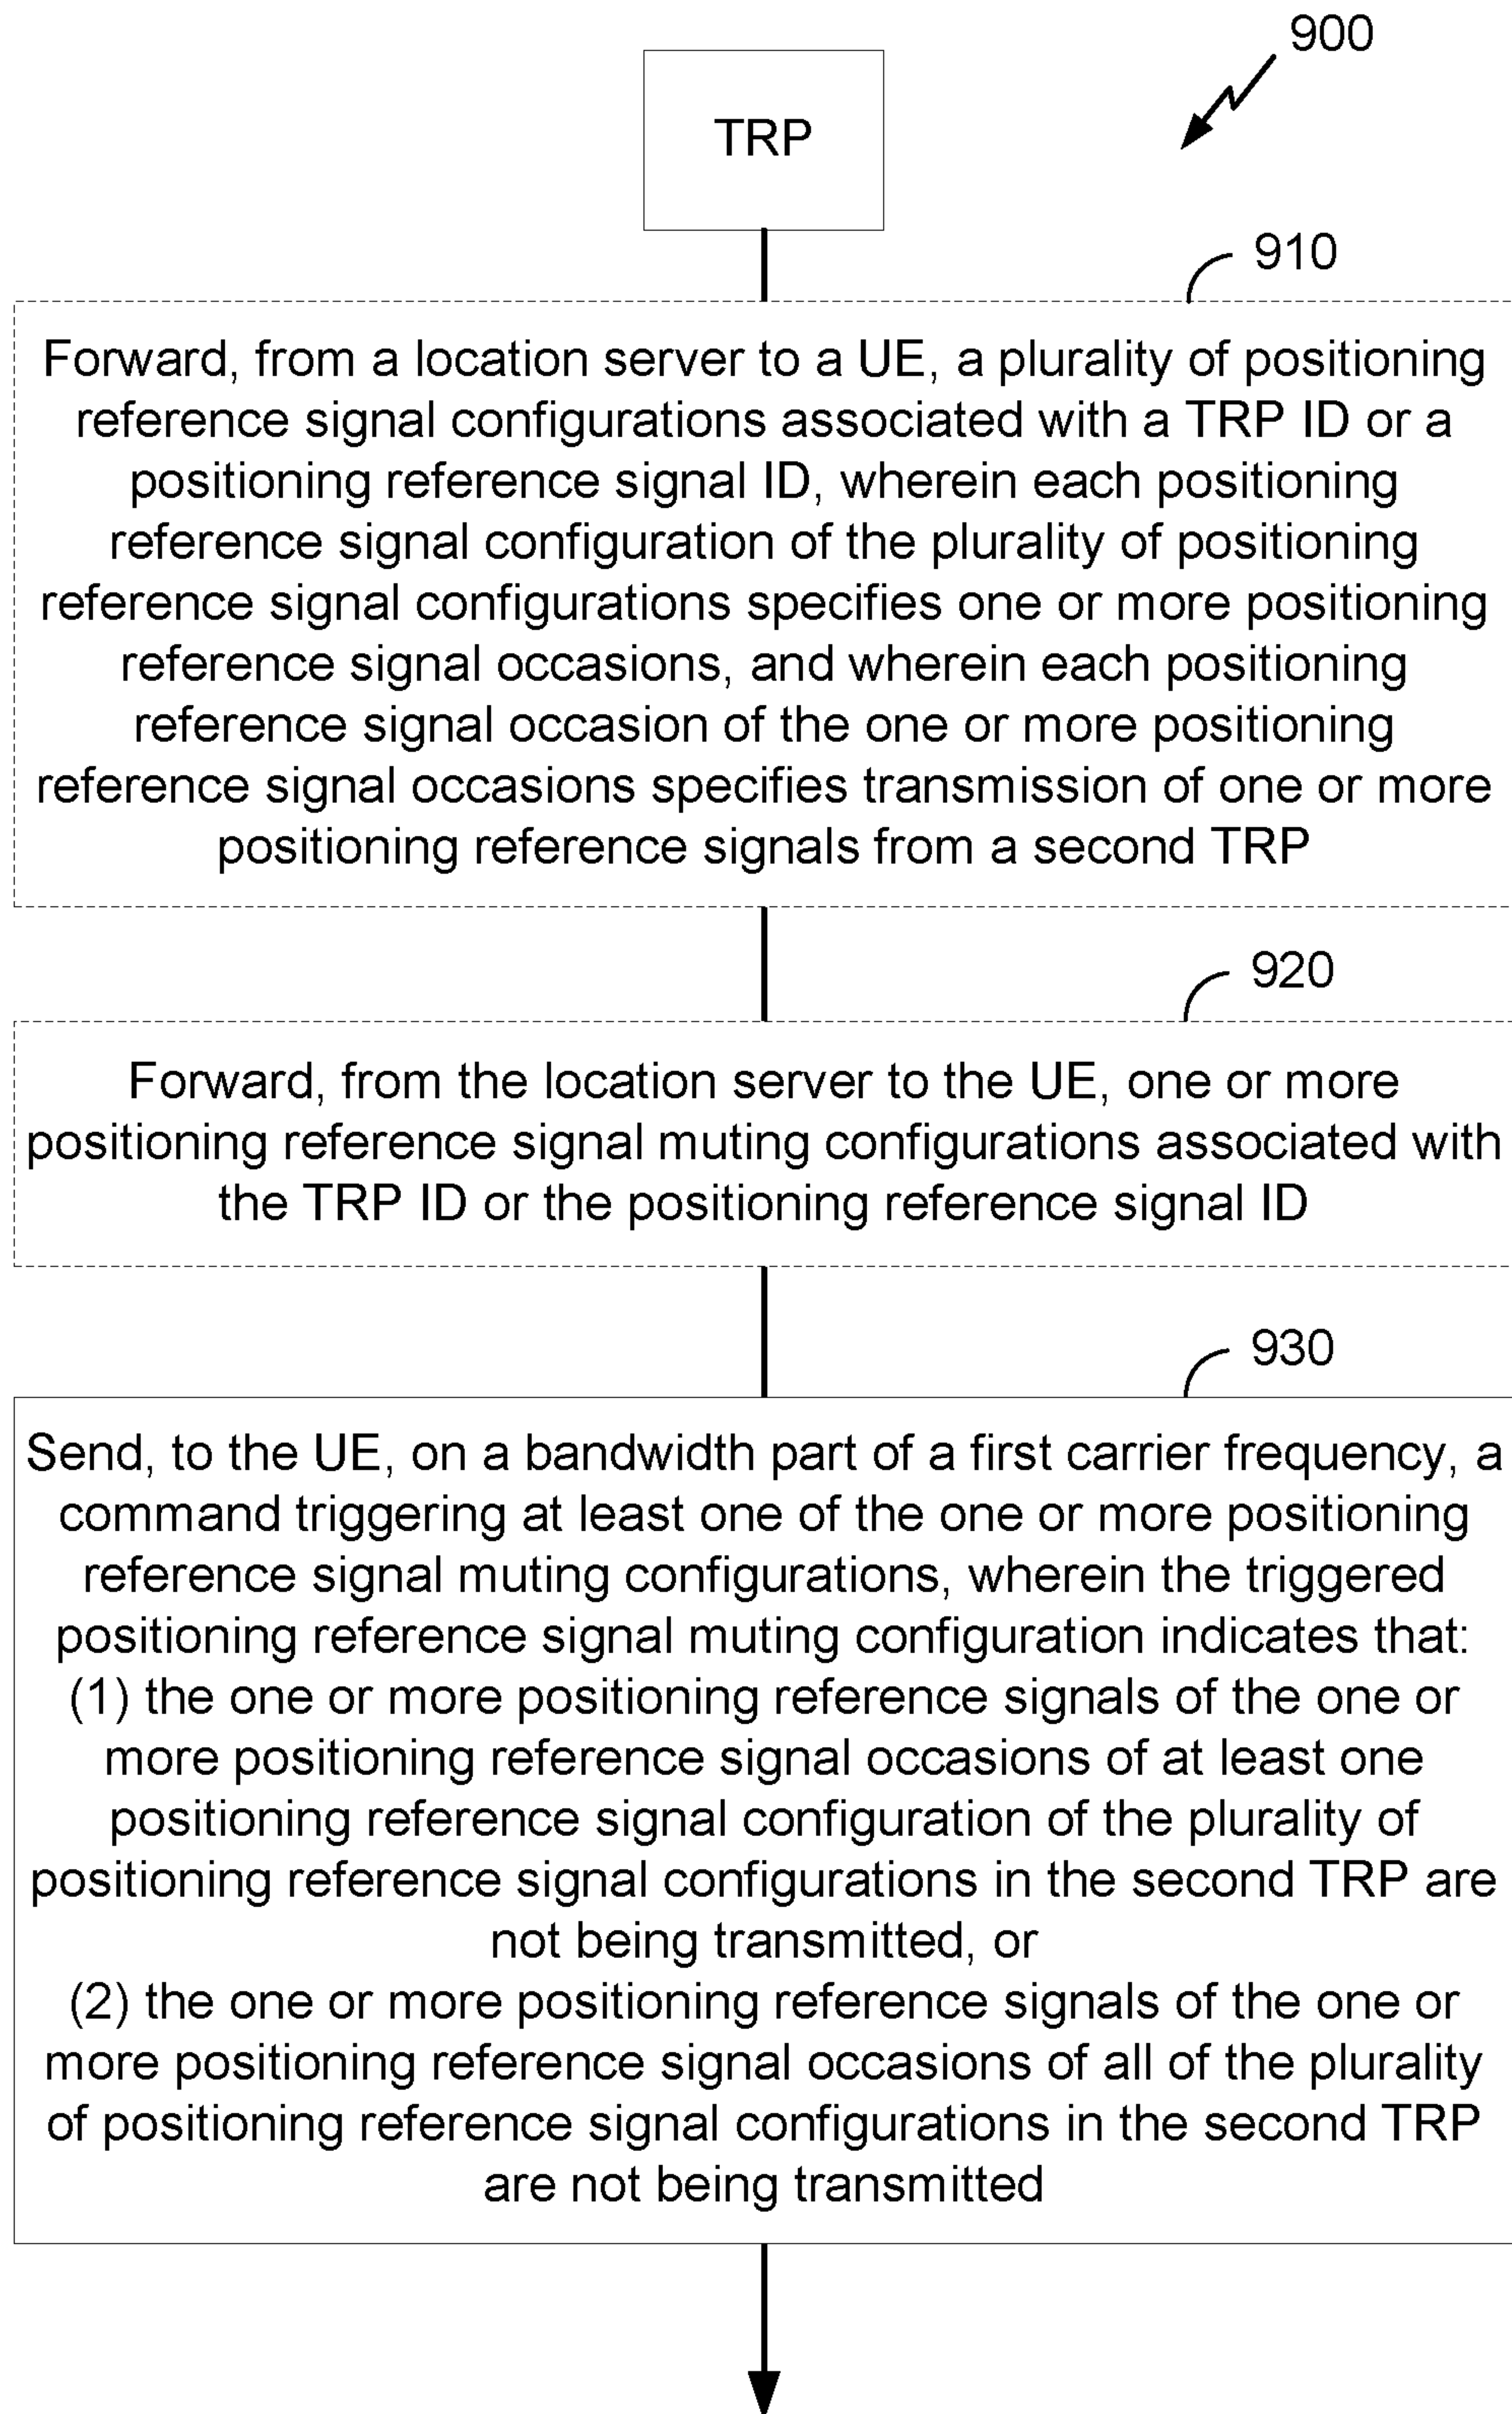 900
TRP
910
Forward, from a location server to a UE, a plurality of positioning
reference signal configurations associated with a TRP ID or a
positioning reference signal ID, wherein each positioning
reference signal configuration of the plurality of positioning
reference signal configurations specifies one or more positioning
reference signal occasions, and wherein each positioning
reference signal occasion of the one or more positioning
reference signal occasions specifies transmission of one or more
positioning reference signals from a second TRP
920
Forward, from the location server to the UE, one or more
positioning reference signal muting configurations associated with
the TRP ID or the positioning reference signal ID
930
Send, to the UE, on a bandwidth part of a first carrier frequency, a
command triggering at least one of the one or more positioning
reference signal muting configurations, wherein the triggered
positioning reference signal muting configuration indicates that:
(1) the one or more positioning reference signals of the one or
more positioning reference signal occasions of at least one
positioning reference signal configuration of the plurality of
positioning reference signal configurations in the second TRP are
not being transmitted, or
(2) the one or more positioning reference signals of the one or
more positioning reference signal occasions of all of the plurality
of positioning reference signal configurations in the second TRP
are not being transmitted